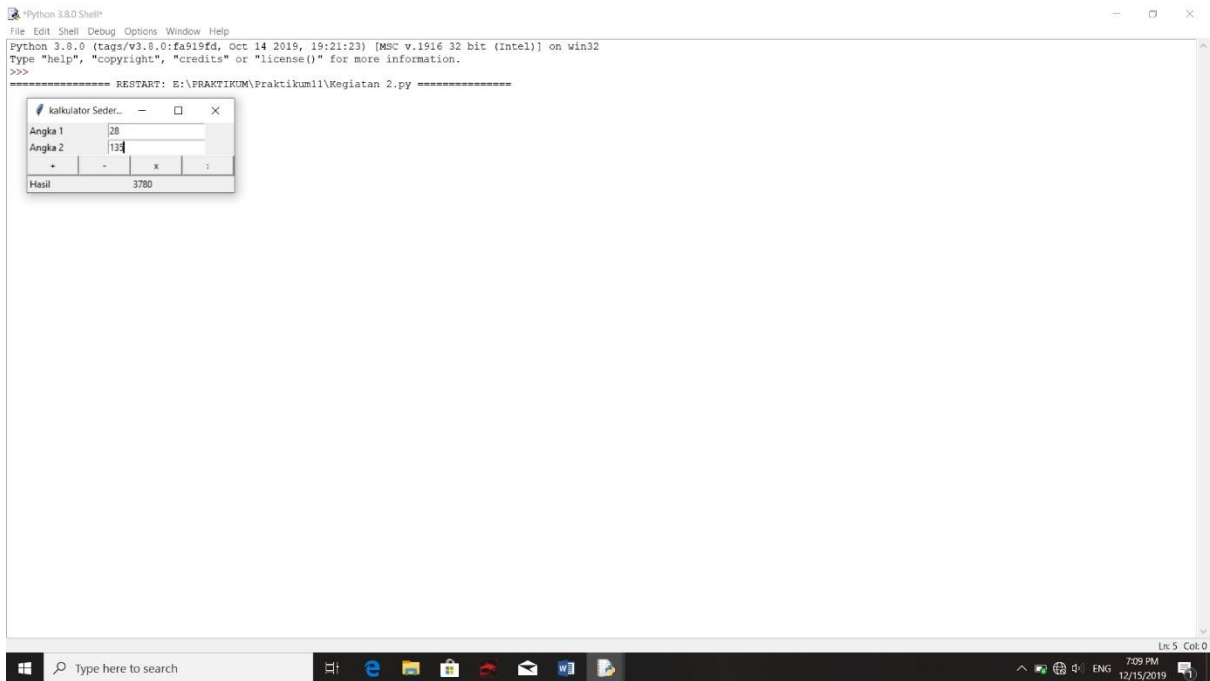 *Python 3.8.0 Shell*
File Edit Shell Debug Options Window Help
Python 3.8.0 (tags/v3.8.0:fa919fd, Oct 14 2019, 19:21:23) [MSC v.1916 32 bit (Intel)] on win32
Type "help", "copyright", "credits" or "license()" for more information.
>>>
================ RESTART: E:\PRAKTIKUM\Praktikum11\Kegiatan 2.py ===============
kalkulator Seder...
Angka 1 28
Angka 2 135
+ - x :
Hasil 3780
Ln: 5 Col: 0
Type here to search
ENG 7:09 PM
12/15/2019
1